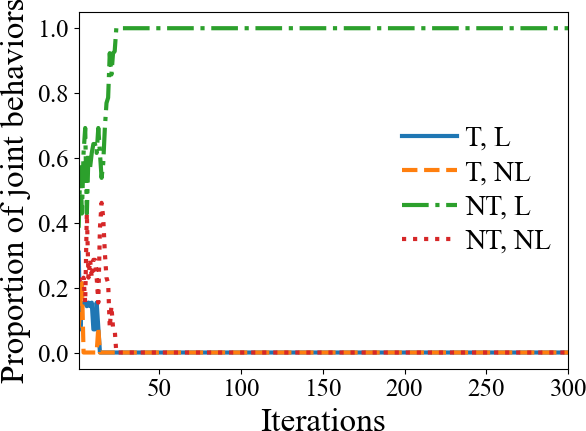 Proportion of joint behaviors
1.0
0.8
0.6
0.4
0.2
0.0
T, L
T, NL
NT, L
NT, NL
50 100 150 200 250 300
Iterations